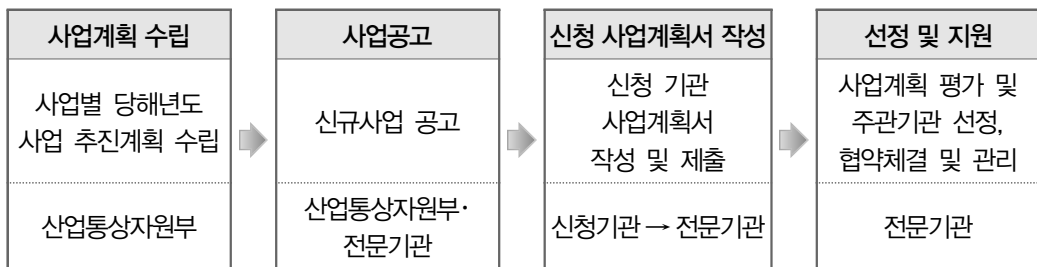 사업계획 수립
사업별 당해년도
사업 추진계획 수립
산업통상자원부
사업공고
신규사업 공고
산업통상자원부·
전문기관
신청 사업계획서 작성
신청 기관
사업계획서
작성 및 제출
신청기관 → 전문기관
선정 및 지원
사업계획 평가 및
주관기관 선정,
협약체결 및 관리
전문기관